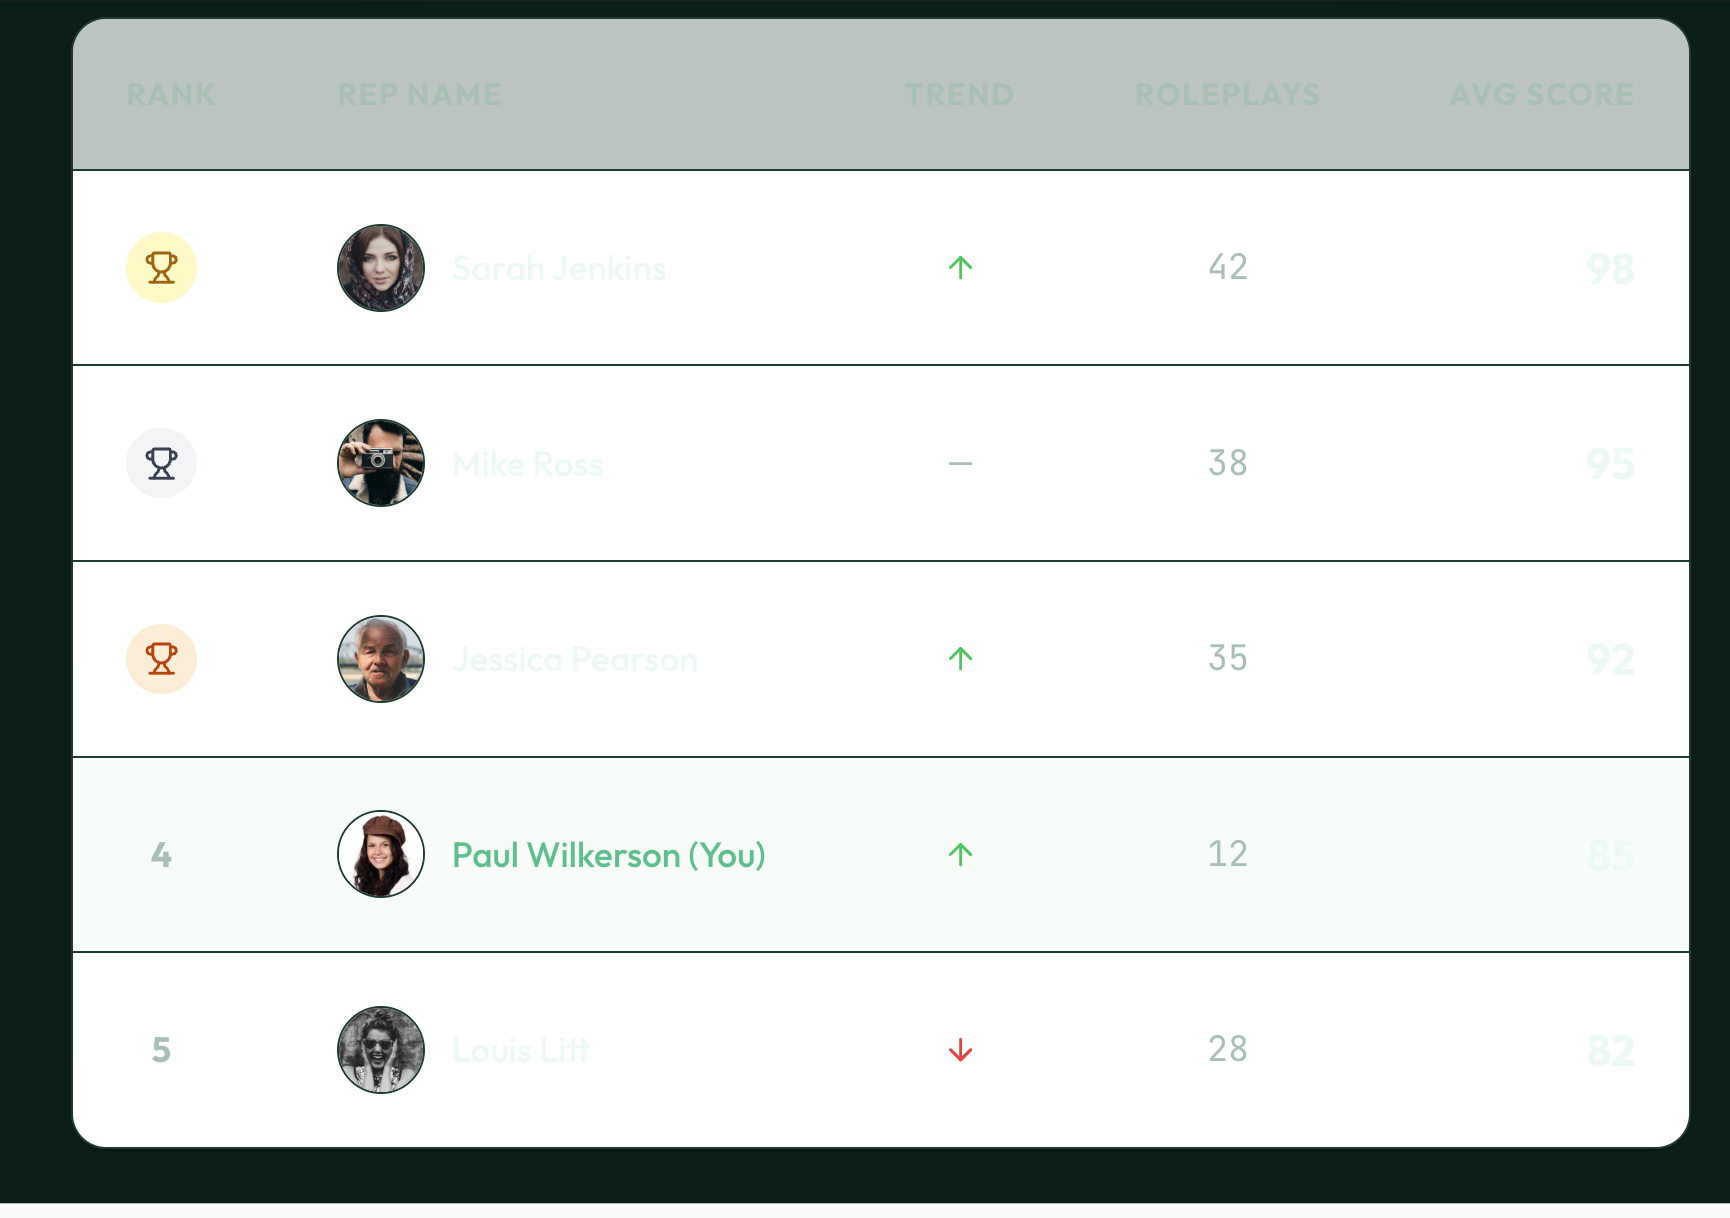 RANK REP NAME TREND ROLEPLAYS AVG SCORE
Sarah Jenkins 42 98
Mike Ross 38 95
Jessica Pearson 35 92
4 Paul Wilkerson (You) 12 85
5 Louis Litt 28 82